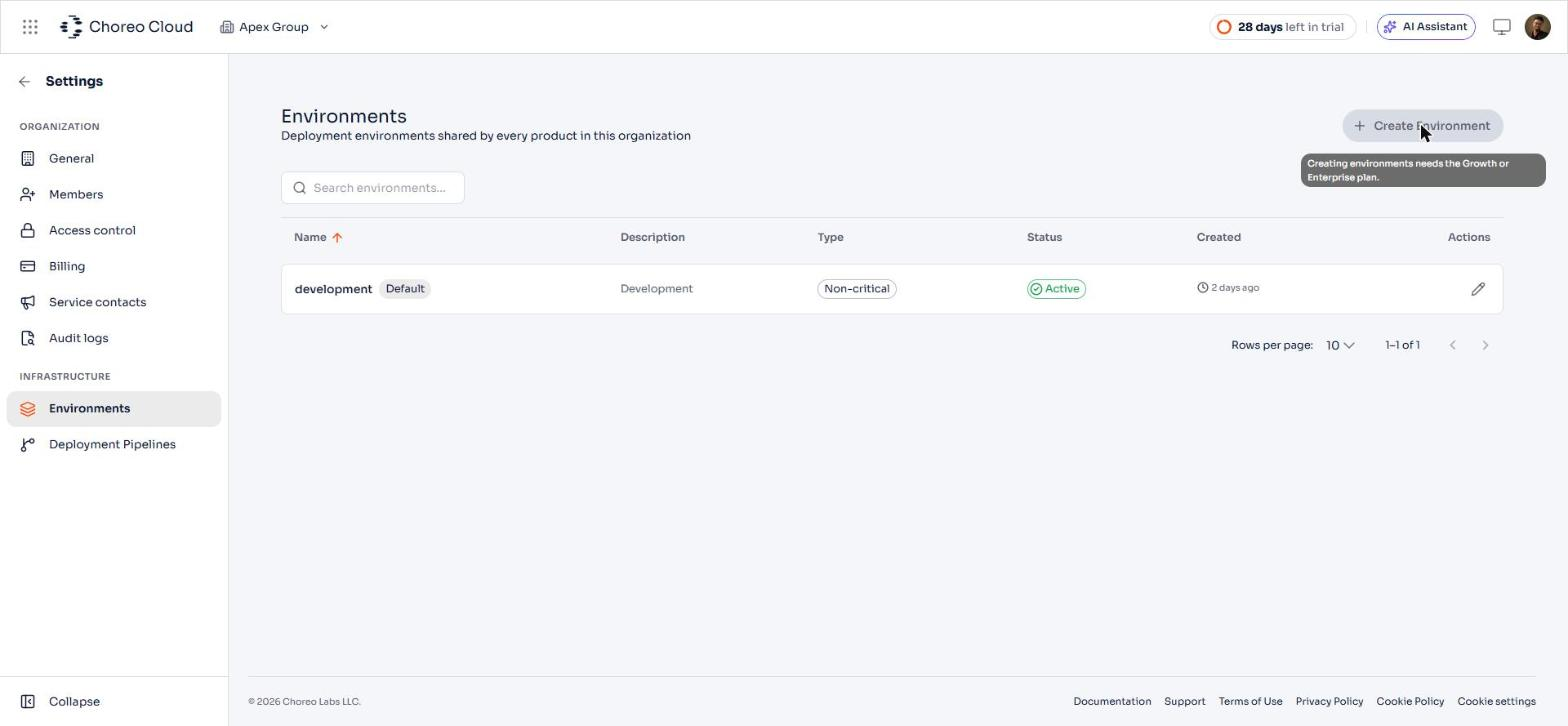 Choreo Cloud
Apex Group
28 days left in trial
AI Assistant
Settings
ORGANIZATION
General
Members
Access control
Billing
Service contacts
Audit logs
INFRASTRUCTURE
Environments
Deployment Pipelines
Collapse
Environments
Deployment environments shared by every product in this organization
Create Environment
Creating environments needs the Growth or
Enterprise plan.
Search environments...
Name Description Type Status Created Actions
development Default Development Non-critical Active 2 days ago
Rows per page: 10 1–1 of 1
© 2026 Choreo Labs LLC.
Documentation Support Terms of Use Privacy Policy Cookie Policy Cookie settings